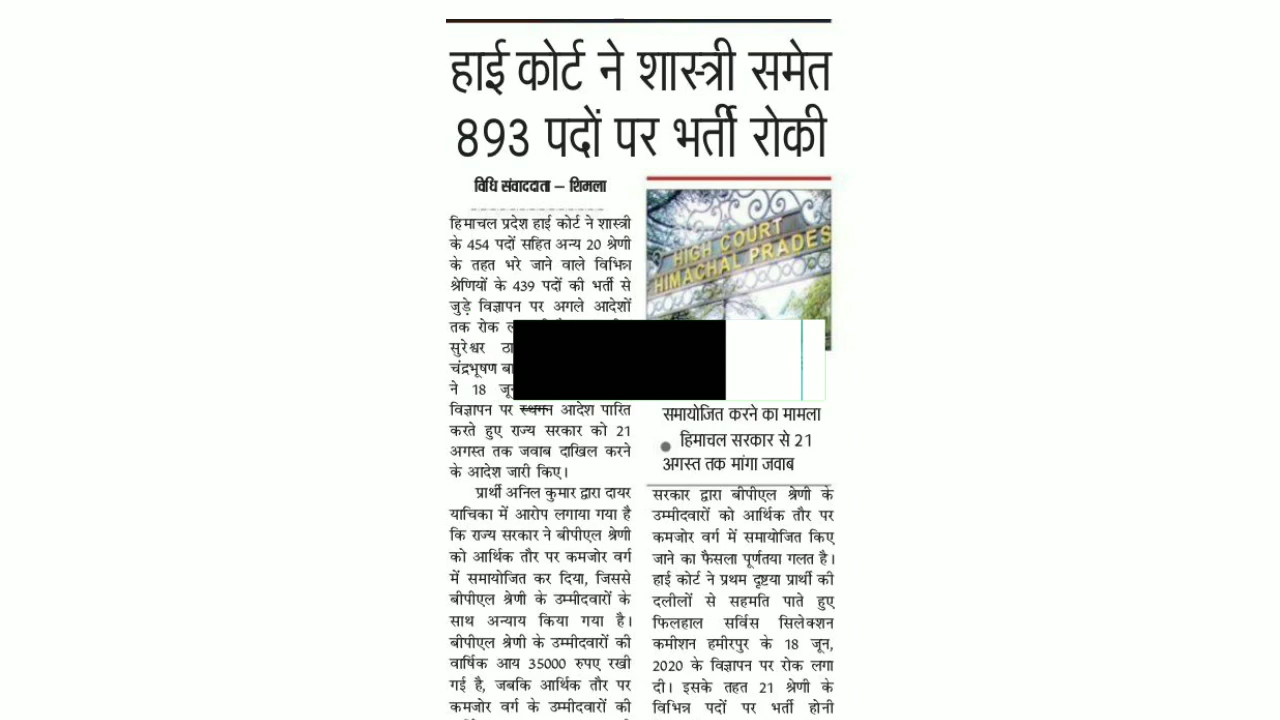 हाई कोर्ट ने शास्त्री समेत
893 पदों पर भर्ती रोकी
विधि संवाददाता – शिमला
हिमाचल प्रदेश हाई कोर्ट ने शास्त्री
के 454 पदों सहित अन्य 20 श्रेणी
के तहत भरे जाने वाले विभिन्न
श्रेणियों के 439 पदों की भर्ती से
जुड़े विज्ञापन पर अगले आदेशों
तक रोक
सुरेश्वर
चंद्रभूषण
ने 18
विज्ञापन पर स्थगन आदेश पारित
करते हुए राज्य सरकार को 21
अगस्त तक जवाब दाखिल करने
के आदेश जारी किए।
प्रार्थी अनिल कुमार द्वारा दायर
याचिका में आरोप लगाया गया है
कि राज्य सरकार ने बीपीएल श्रेणी
को आर्थिक तौर पर कमजोर वर्ग
में समायोजित कर दिया, जिससे
बीपीएल श्रेणी के उम्मीदवारों के
साथ अन्याय किया गया है।
बीपीएल श्रेणी के उम्मीदवारों की
वार्षिक आय 35000 रुपए रखी
गई है, जबकि आर्थिक तौर पर
कमजोर वर्ग के उम्मीदवारों की
HIGH COURT
HIMACHAL PRADES
समायोजित करने का मामला
हिमाचल सरकार से 21
अगस्त तक मांगा जवाब
सरकार द्वारा बीपीएल श्रेणी के
उम्मीदवारों को आर्थिक तौर पर
कमजोर वर्ग में समायोजित किए
जाने का फैसला पूर्णतया गलत है।
हाई कोर्ट ने प्रथम दृष्टया प्रार्थी की
दलीलों से सहमति पाते हुए
फिलहाल सर्विस सिलेक्शन
कमीशन हमीरपुर के 18 जून,
2020 के विज्ञापन पर रोक लगा
दी। इसके तहत 21 श्रेणी के
विभिन्न पदों पर भर्ती होनी